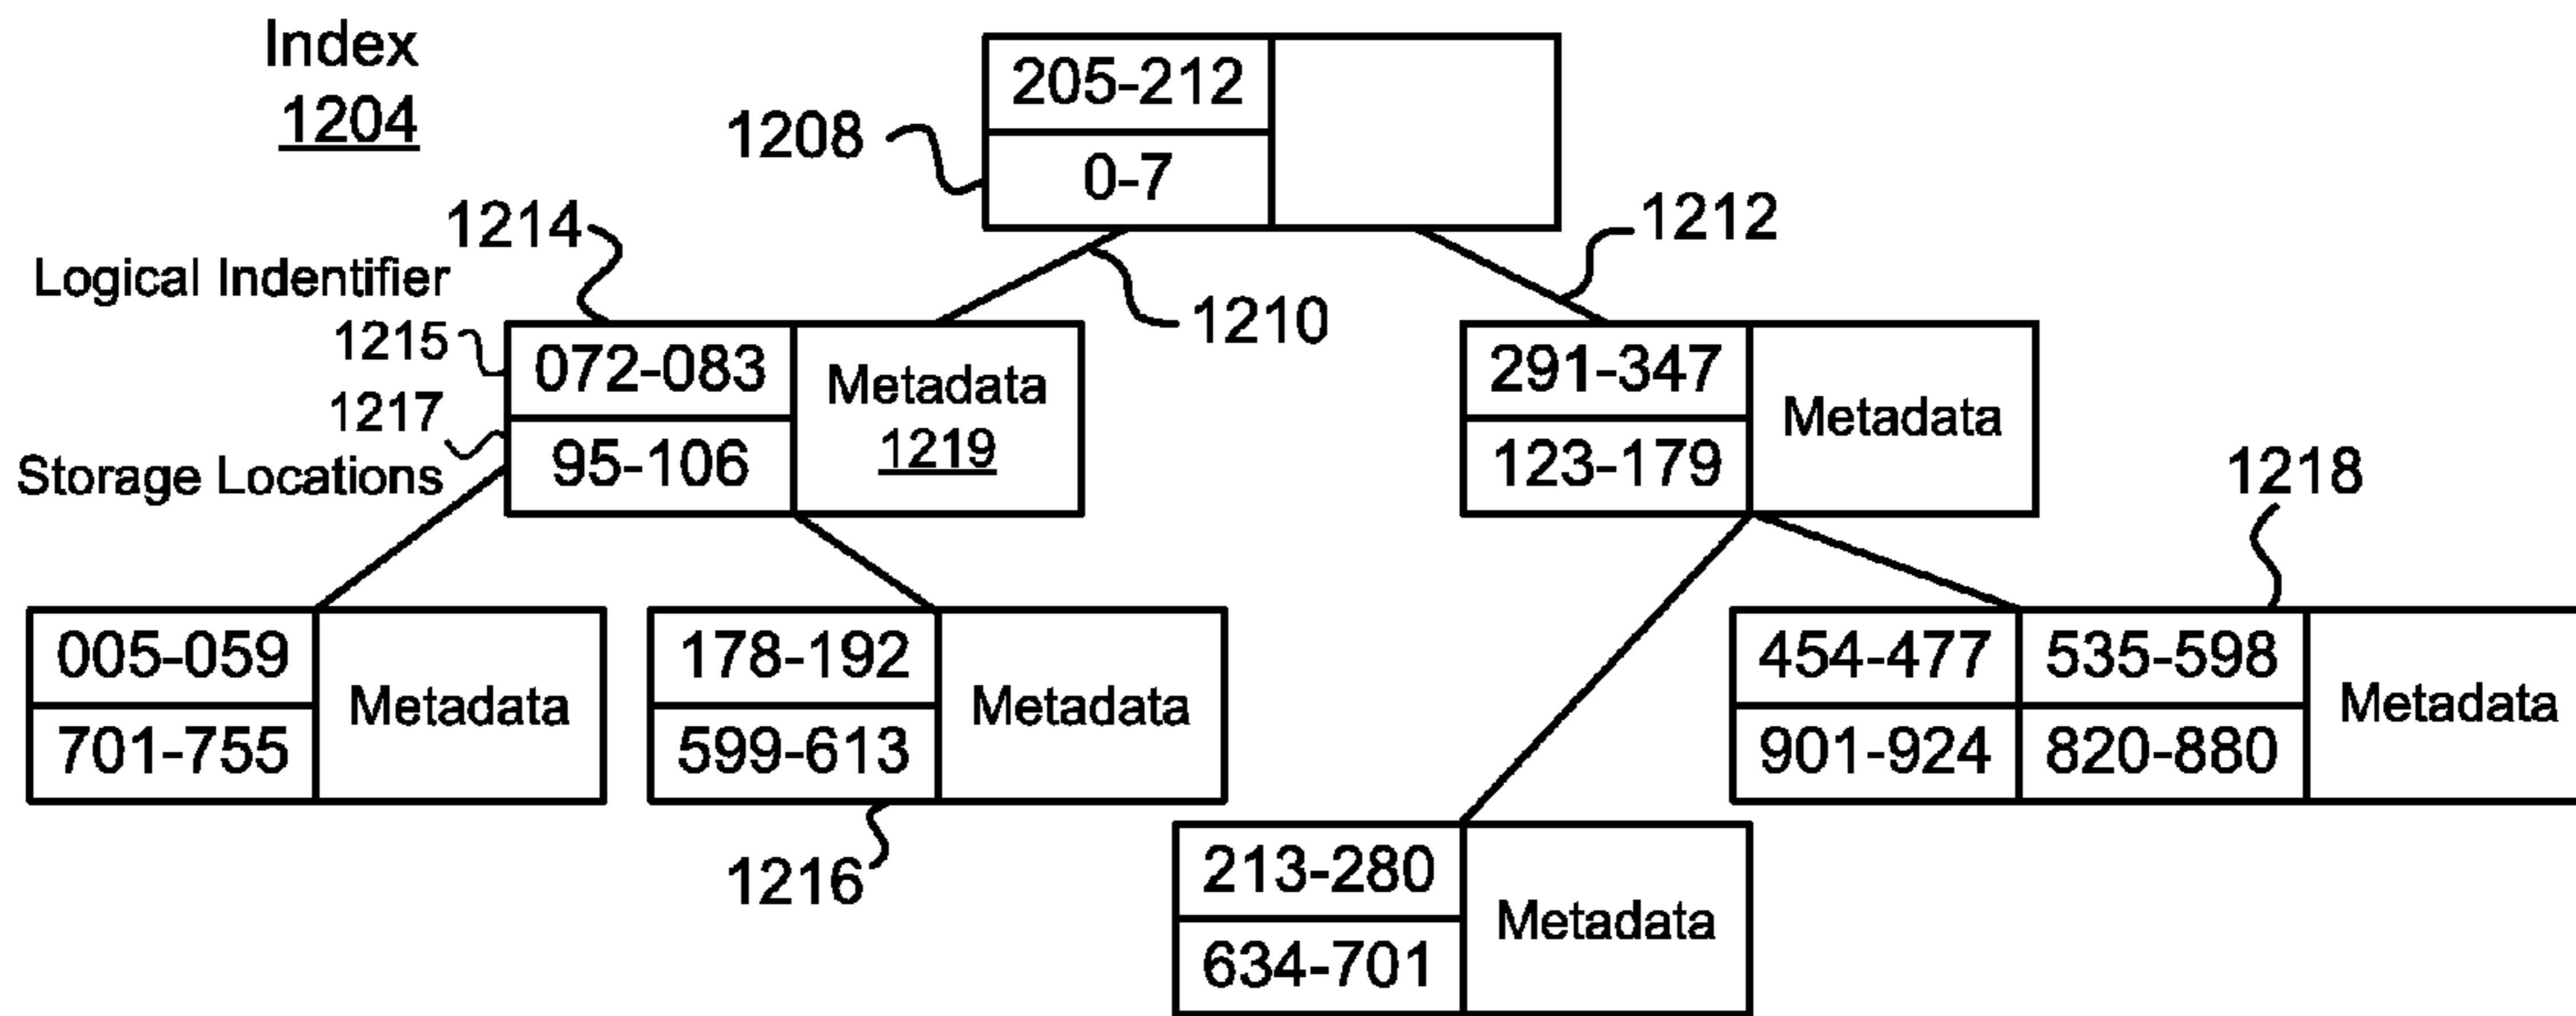 Index
1204
205-212
0-7
1208
1214
1212
Logical Indentifier
1210
1215
072-083
Metadata
1219
1217
Storage Locations
95-106
291-347
123-179
Metadata
1218
005-059
701-755
Metadata
178-192
599-613
Metadata
454-477
535-598
901-924
820-880
Metadata
1216
213-280
634-701
Metadata